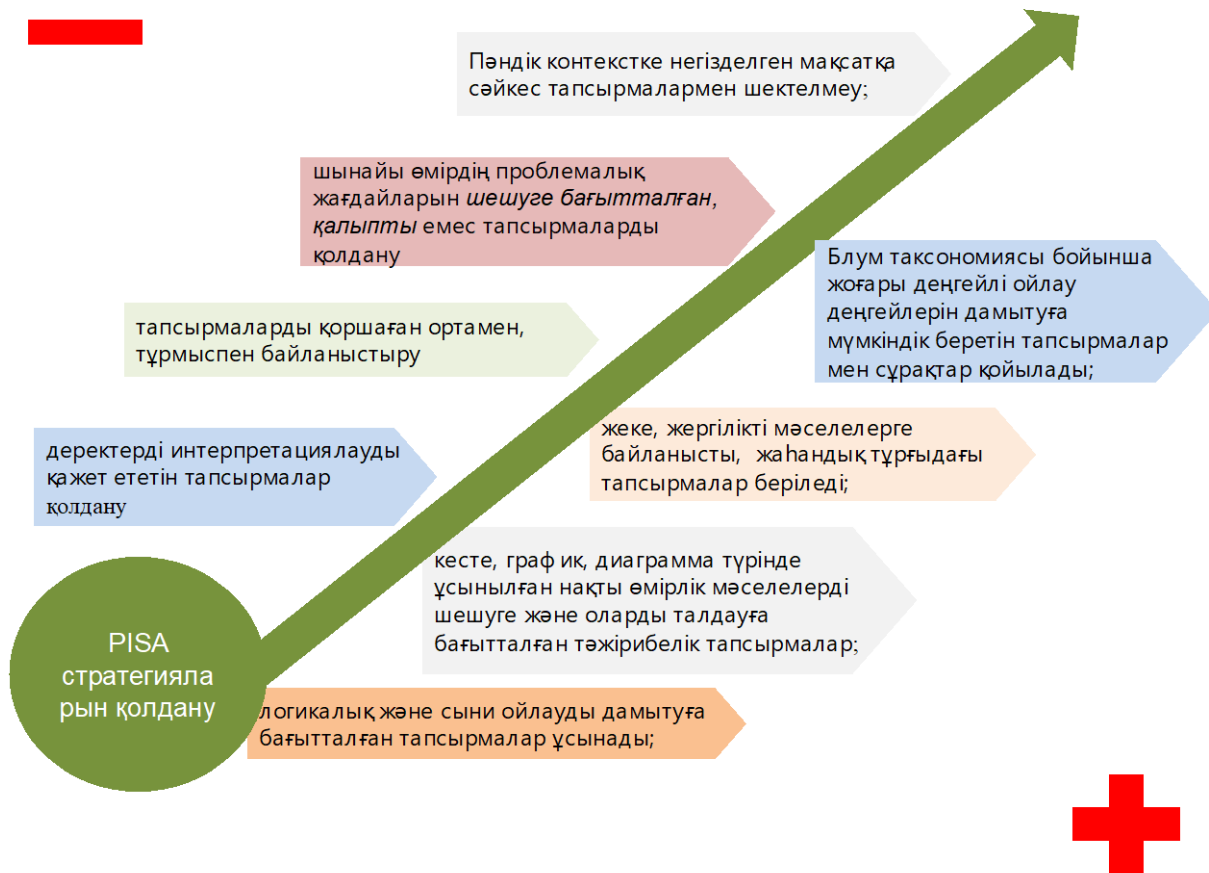 Пәндік контекстке негізделген мақсатқа
сәйкес тапсырмалармен шектелмеу;
шынайы өмірдің проблемалық
жағдайларын шешуге бағытталған,
қалыпты емес тапсырмаларды
қолдану
Блум таксономиясы бойынша
жоғары деңгейлі ойлау
деңгейлерін дамытуға
мүмкіндік беретін тапсырмалар
мен сұрақтар қойылады;
тапсырмаларды қоршаған ортамен,
тұрмыспен байланыстыру
жеке, жергілікті мәселелерге
байланысты, жаһандық тұрғыдағы
тапсырмалар беріледі;
деректерді интерпретациялауды
қажет ететін тапсырмалар
қолдану
кесте, график, диаграмма түрінде
ұсынылған нақты өмірлік мәселелерді
шешуге және оларды талдауға
бағытталған тәжірибелік тапсырмалар;
PISA
стратегияла
рын қолдану
логикалық және сыни ойлауды дамытуға
бағытталған тапсырмалар ұсынады;